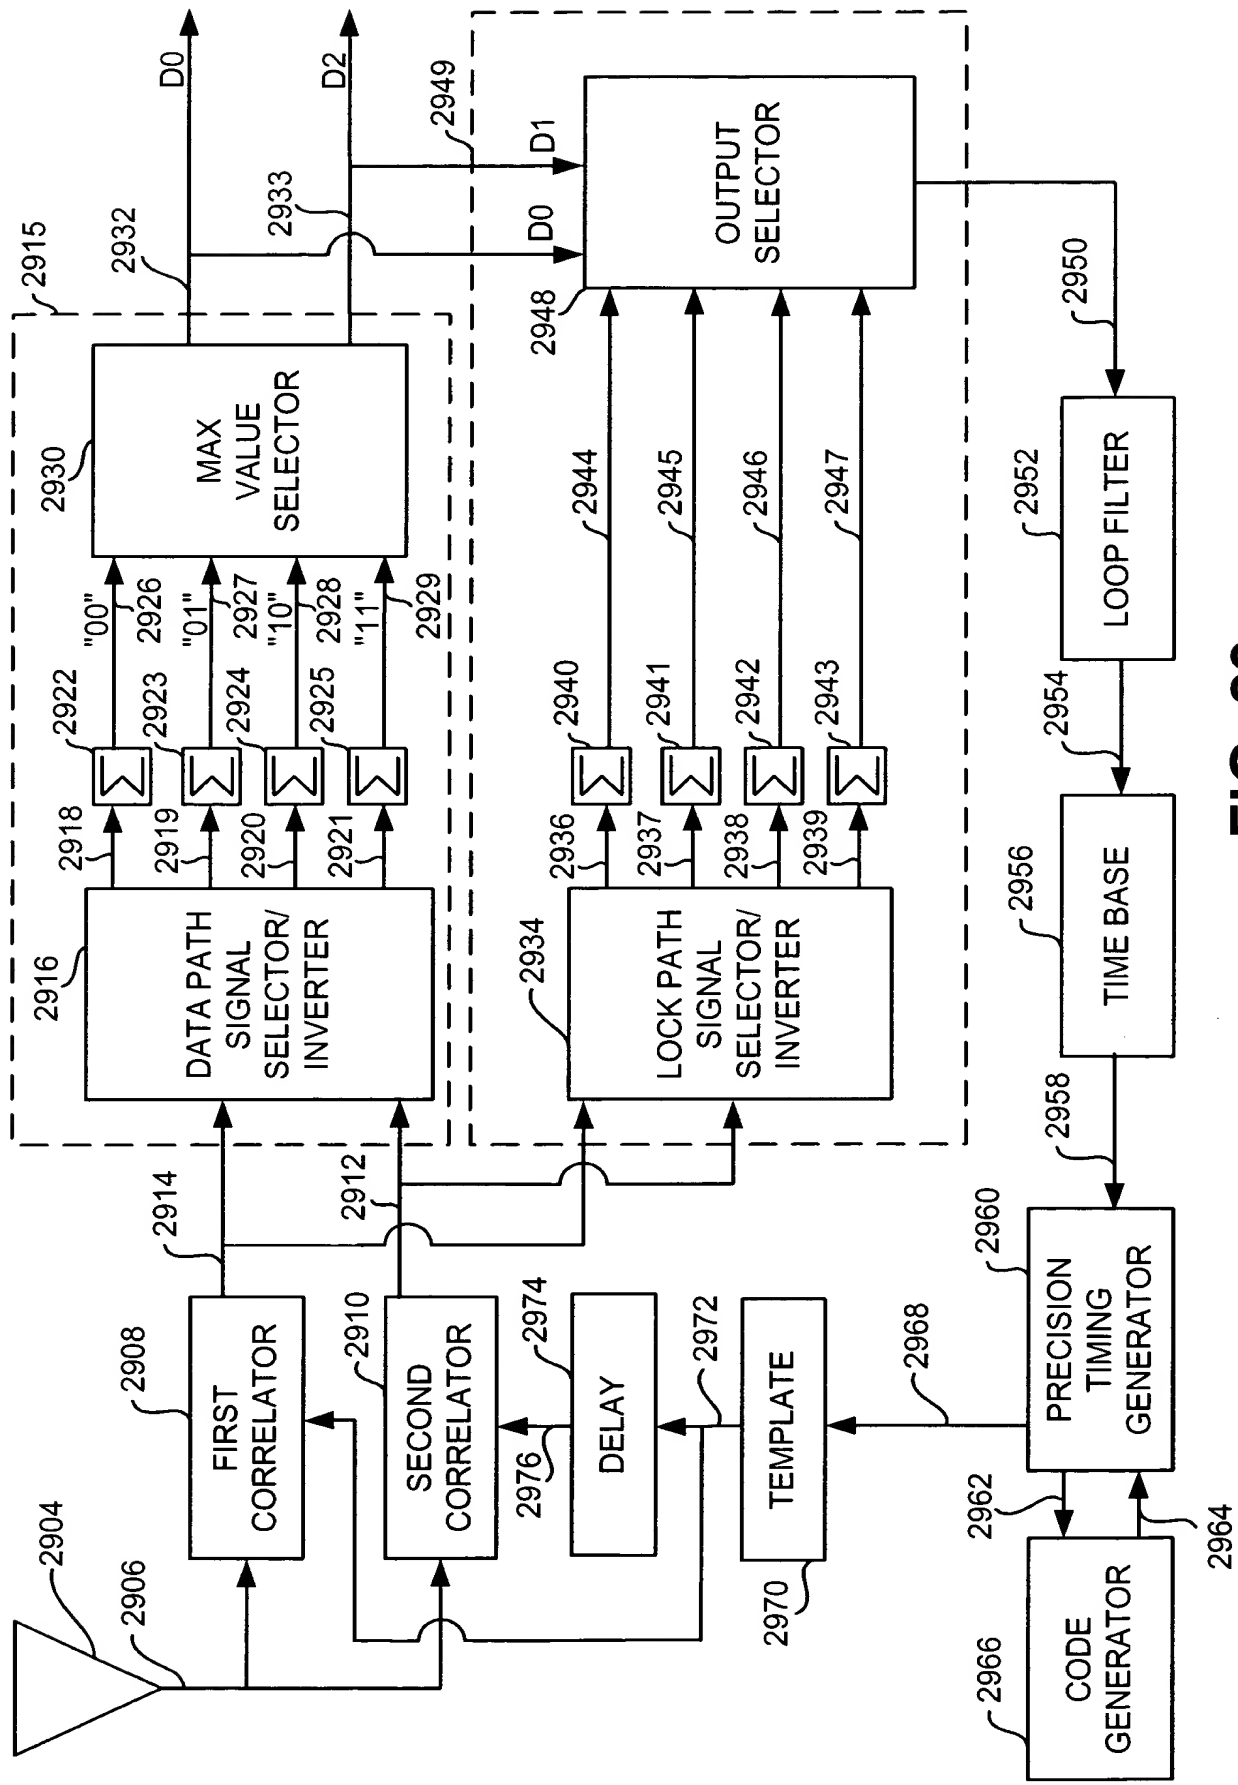 2904
2906
2908
FIRST
CORRELATOR
2910
SECOND
CORRELATOR
2914
2912
2974
DELAY
2976
2972
TEMPLATE
2970
2968
2915
2916
DATA PATH
SIGNAL
SELECTOR/
INVERTER
2918
2919
2920
2921
2922
2923
2924
2925
Σ
Σ
Σ
Σ
"00"
2926
"01"
2927
"10"
2928
"11"
2929
2930
MAX
VALUE
SELECTOR
2932
2933
D0
D2
2949
D0
D1
2934
LOCK PATH
SIGNAL
SELECTOR/
INVERTER
2936
2937
2938
2939
2940
2941
2942
2943
Σ
Σ
Σ
Σ
2944
2945
2946
2947
2948
OUTPUT
SELECTOR
2950
2952
LOOP FILTER
2954
2956
TIME BASE
2958
2960
PRECISION
TIMING
GENERATOR
2962
2964
2966
CODE
GENERATOR